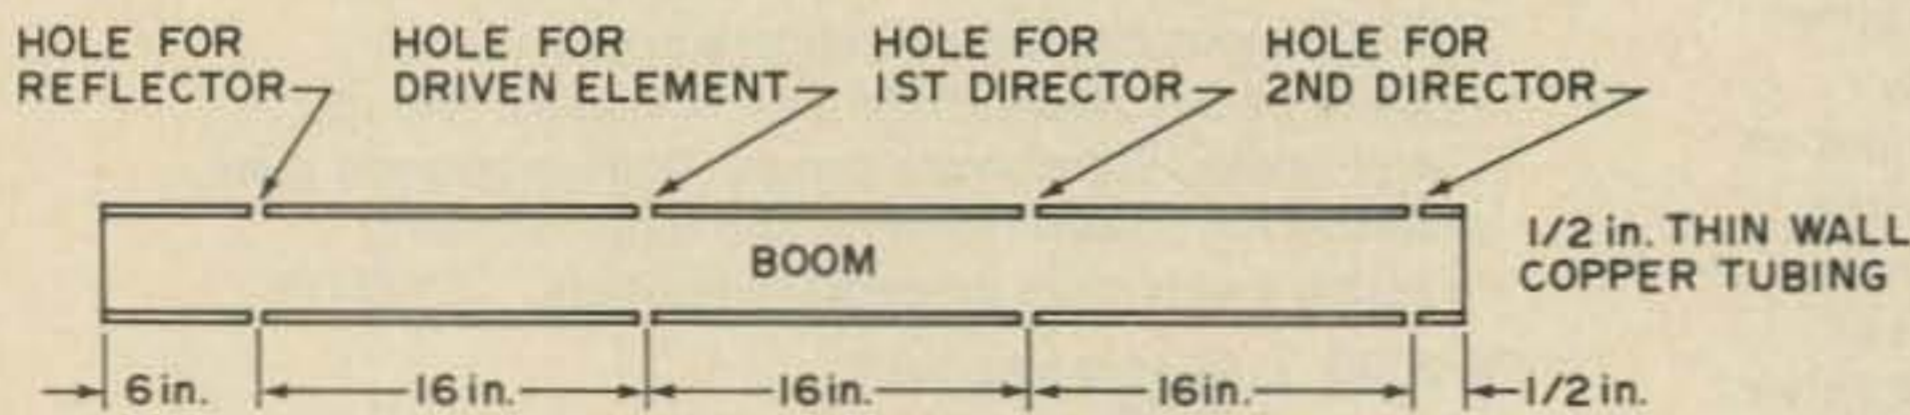 HOLE FOR
REFLECTOR
HOLE FOR
DRIVEN ELEMENT
HOLE FOR
1ST DIRECTOR
HOLE FOR
2ND DIRECTOR
BOOM
1/2 in. THIN WALL
COPPER TUBING
6 in.
16 in.
16 in.
16 in.
1/2 in.